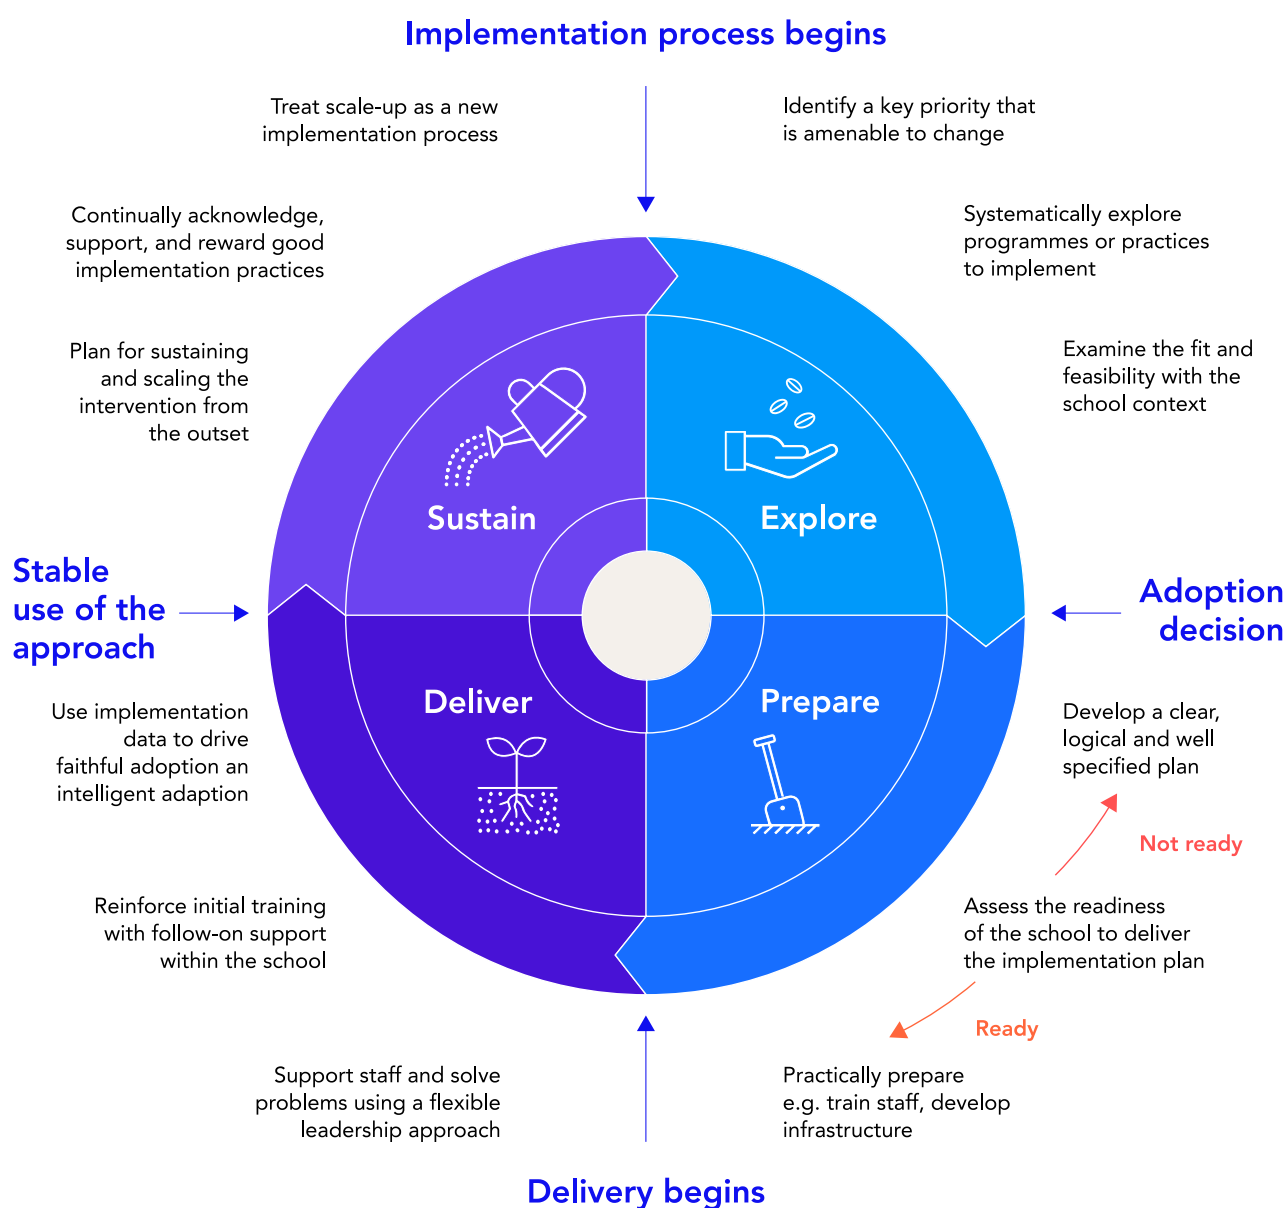 Implementation process begins
Treat scale-up as a new
implementation process
Identify a key priority that
is amenable to change
Continually acknowledge,
support, and reward good
implementation practices
Systematically explore
programmes or practices
to implement
Plan for sustaining
and scaling the
intervention from
the outset
Examine the fit and
feasibility with the
school context
Sustain
Explore
Stable
use of the
approach
Adoption
decision
Deliver
Prepare
Use implementation
data to drive
faithful adoption an
intelligent adaption
Develop a clear,
logical and well
specified plan
Not ready
Reinforce initial training
with follow-on support
within the school
Assess the readiness
of the school to deliver
the implementation plan
Ready
Support staff and solve
problems using a flexible
leadership approach
Practically prepare
e.g. train staff, develop
infrastructure
Delivery begins